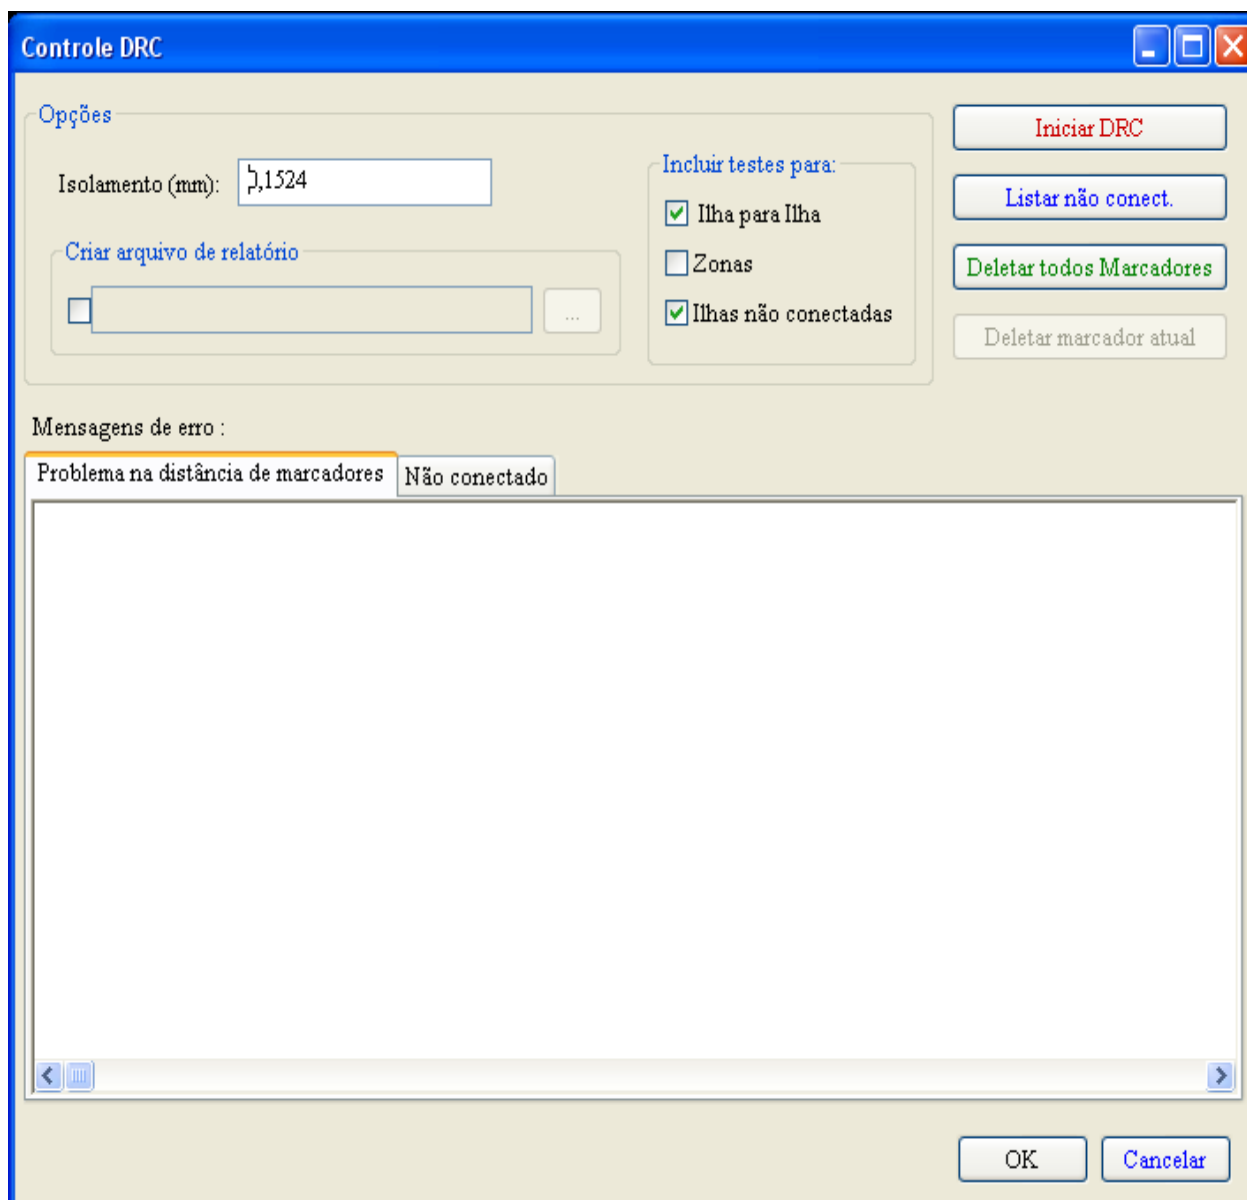 Controle DRC
Opções
Isolamento (mm):
,1524
Criar arquivo de relatório
...
Incluir testes para:
Ilha para Ilha
Zonas
Ilhas não conectadas
Iniciar DRC
Listar não conect.
Deletar todos Marcadores
Deletar marcador atual
Mensagens de erro :
Problema na distância de marcadores
Não conectado
OK
Cancelar